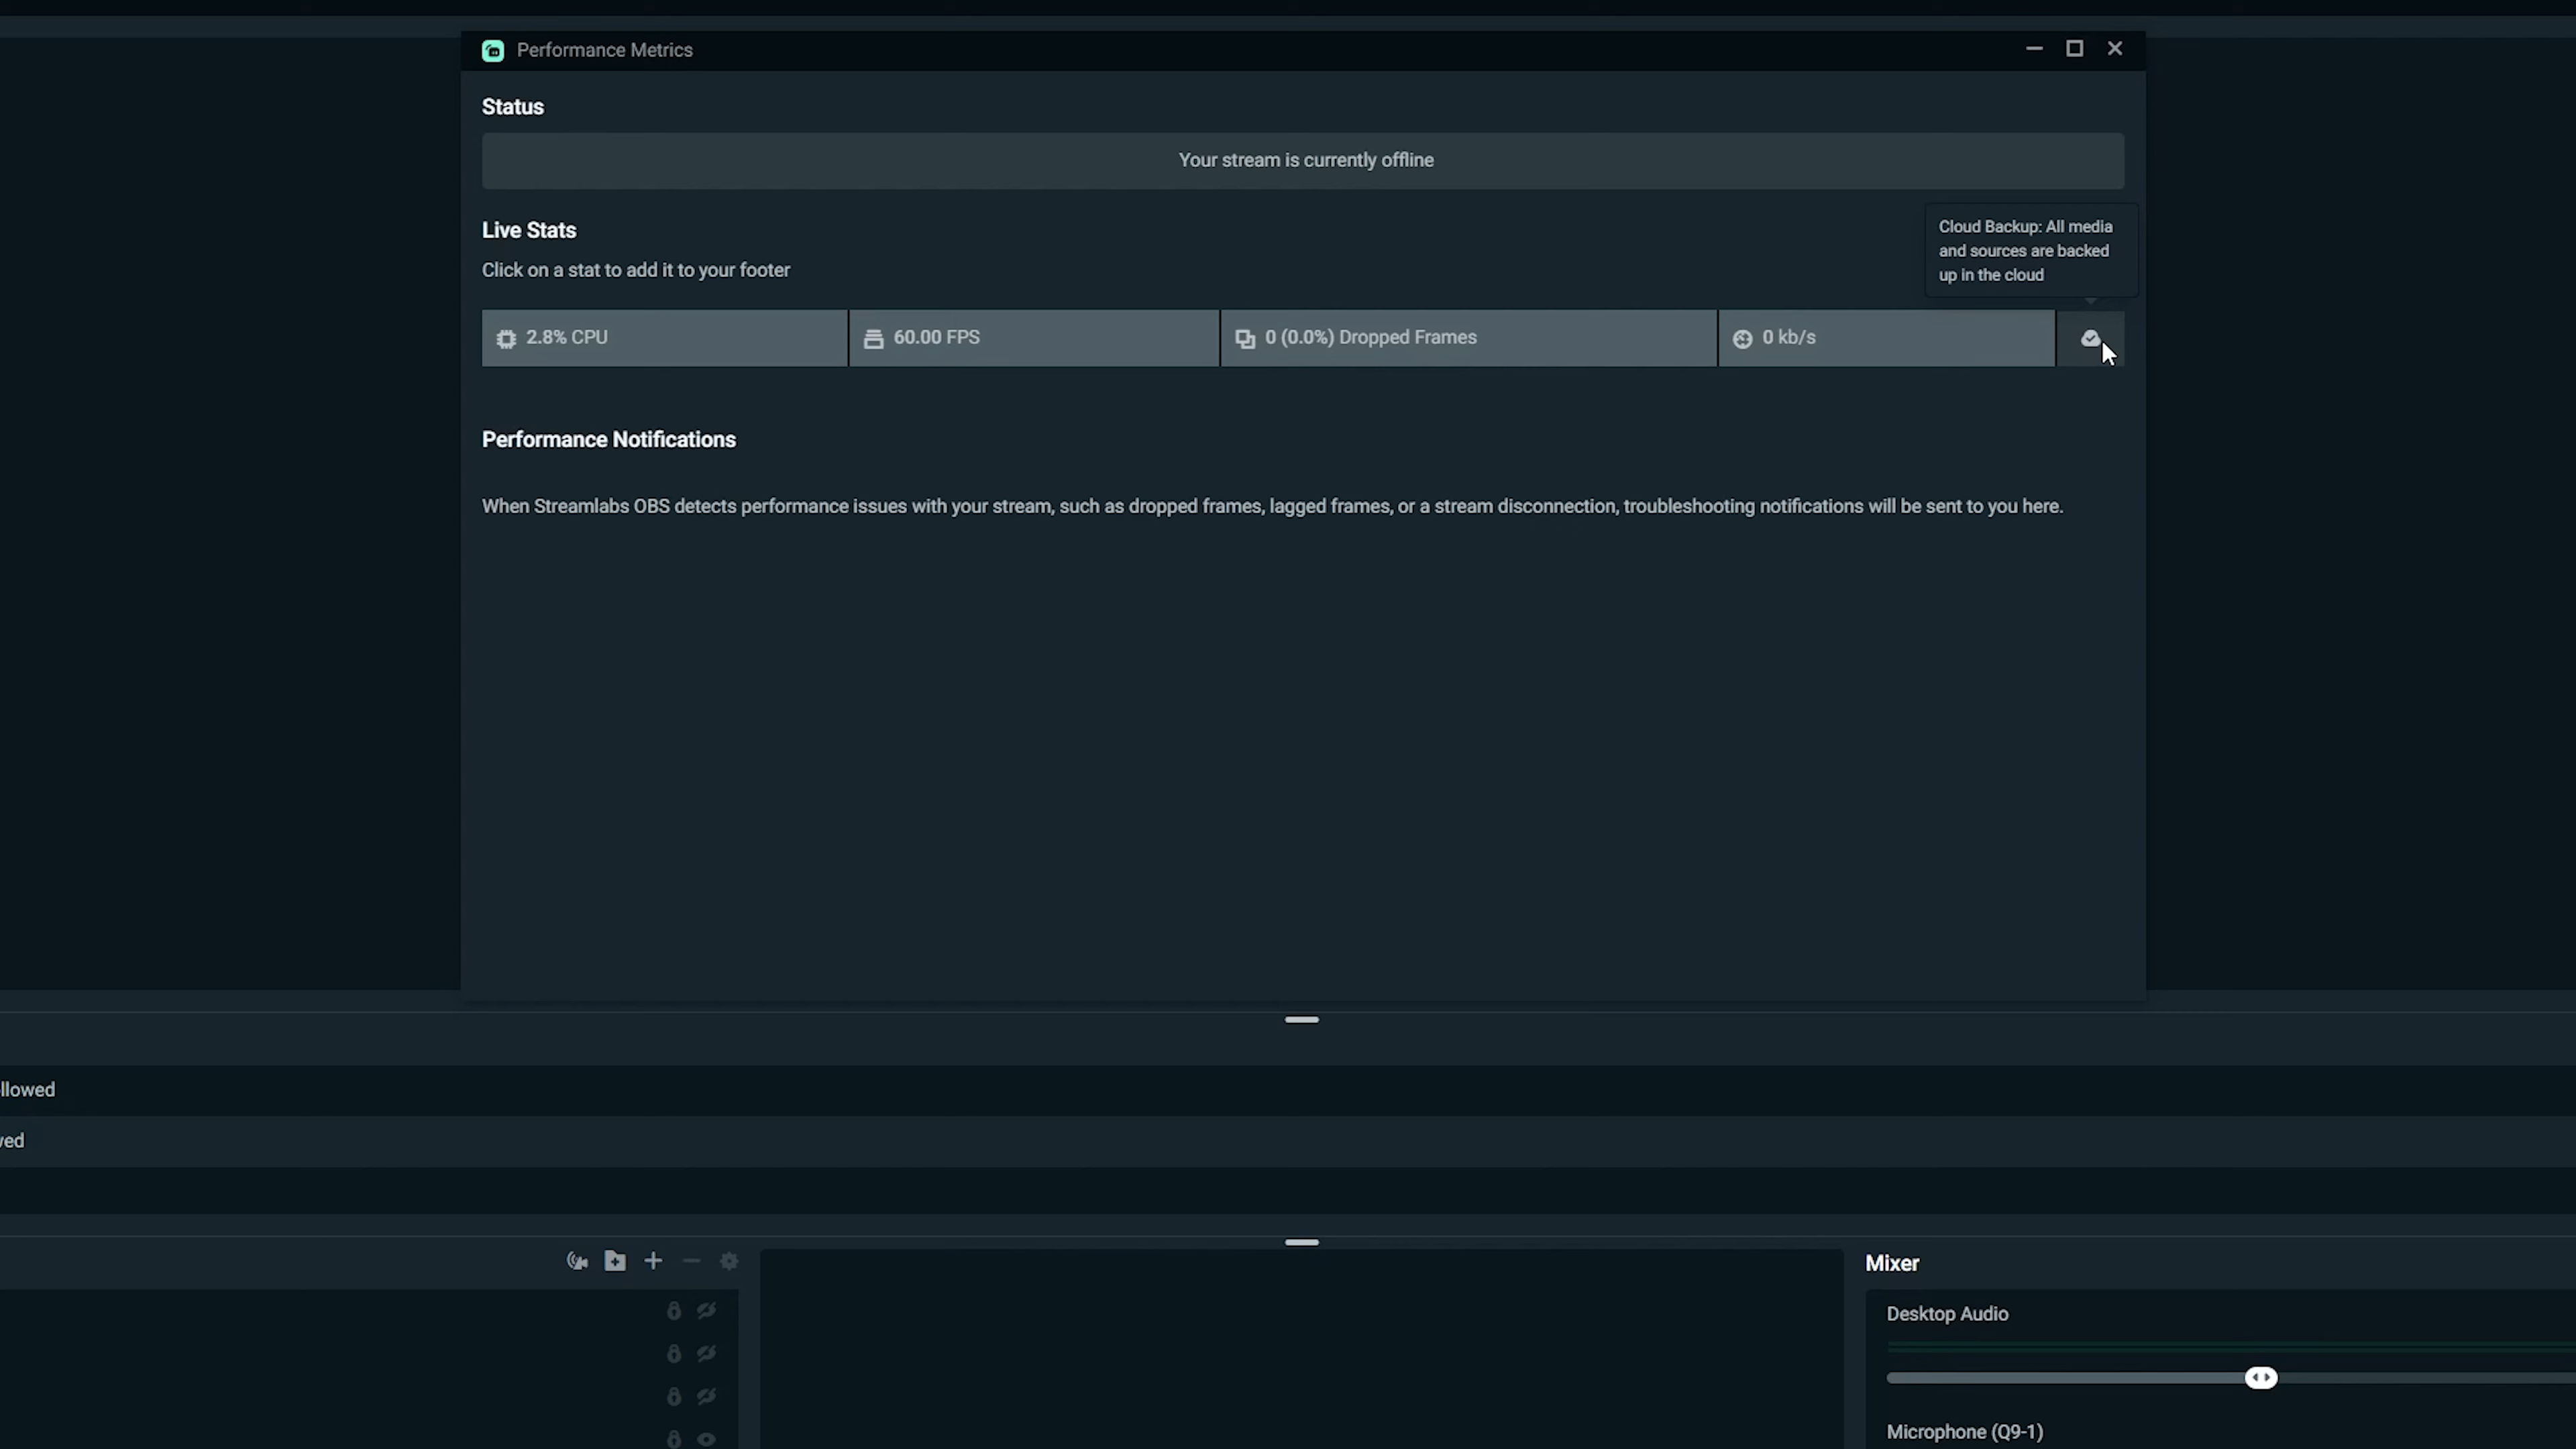 Performance Metrics
Status
Your stream is currently offline
Live Stats
Click on a stat to add it to your footer
Cloud Backup: All media
and sources are backed
up in the cloud
2.8% CPU
60.00 FPS
0 (0.0%) Dropped Frames
0 kb/s
Performance Notifications
When Streamlabs OBS detects performance issues with your stream, such as dropped frames, lagged frames, or a stream disconnection, troubleshooting notifications will be sent to you here.
llowed
wed
Mixer
Desktop Audio
Microphone (Q9-1)